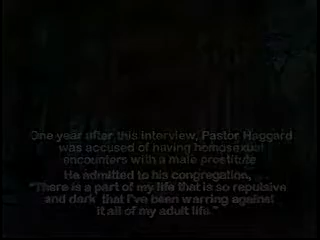 One year after this interview, Pastor Haggard
was accused of having homosexual
encounters with a male prostitute
He admitted to his congregation,
"There is a part of my life that is so repulsive
and dark that I've been warring against
it all of my adult life."